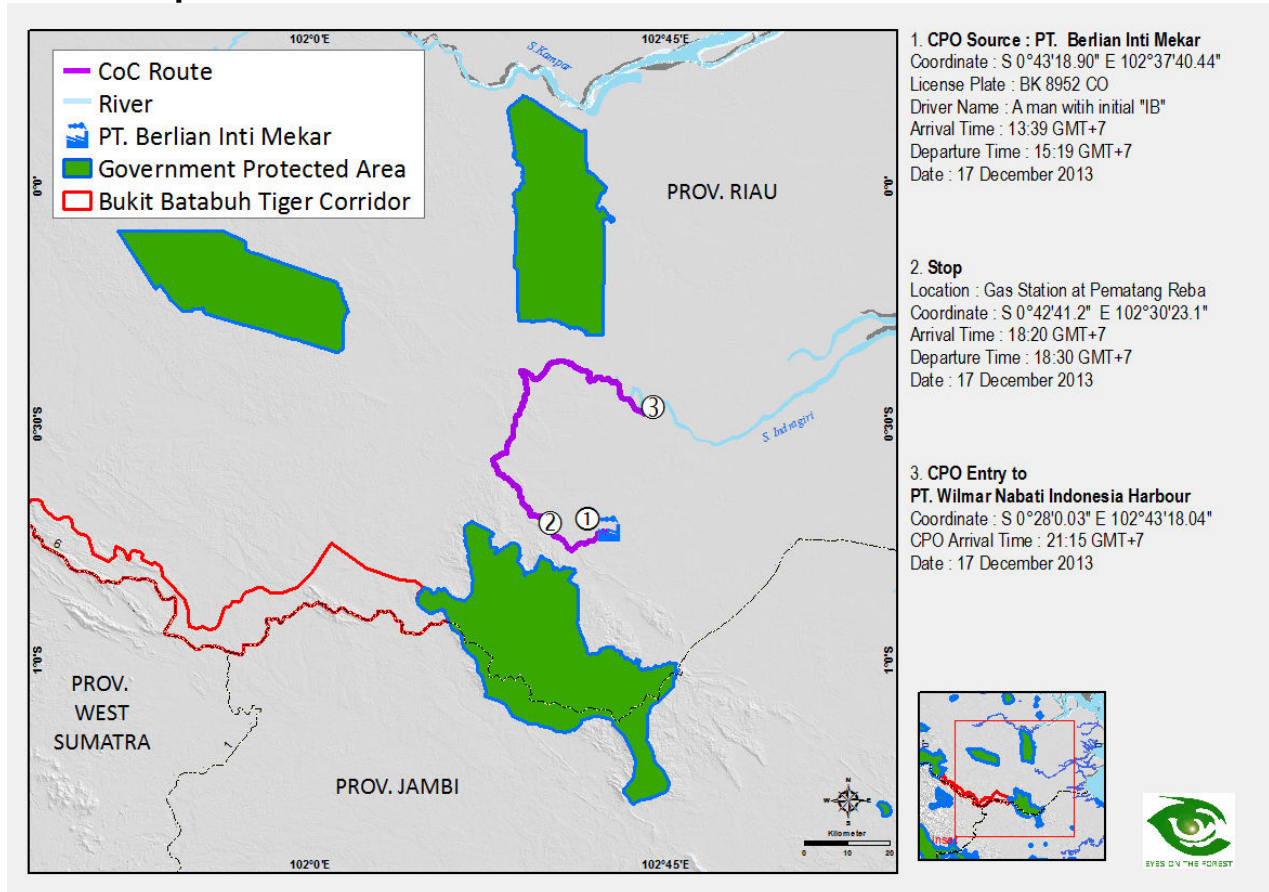 102°0'E
102°45'E
CoC Route
River
PT. Berlian Inti Mekar
Government Protected Area
Bukit Batabuh Tiger Corridor
S.Kampar
PROV. RIAU
0°0'
0°0'
0°30'S
0°30'S
S. Indragiri
3
2
1
6
1°0'S
1°0'S
PROV.
WEST
SUMATRA
1
PROV. JAMBI
N
W
E
S
Kilometer
0 10 20
102°0'E
102°45'E
1. CPO Source : PT. Berlian Inti Mekar
Coordinate : S 0°43'18.90" E 102°37'40.44"
License Plate : BK 8952 CO
Driver Name : A man witih initial "IB"
Arrival Time : 13:39 GMT+7
Departure Time : 15:19 GMT+7
Date : 17 December 2013
2. Stop
Location : Gas Station at Pematang Reba
Coordinate : S 0°42'41.2" E 102°30'23.1"
Arrival Time : 18:20 GMT+7
Departure Time : 18:30 GMT+7
Date : 17 December 2013
3. CPO Entry to
PT. Wilmar Nabati Indonesia Harbour
Coordinate : S 0°28'0.03" E 102°43'18.04"
CPO Arrival Time : 21:15 GMT+7
Date : 17 December 2013
Inset
EYES ON THE FOREST